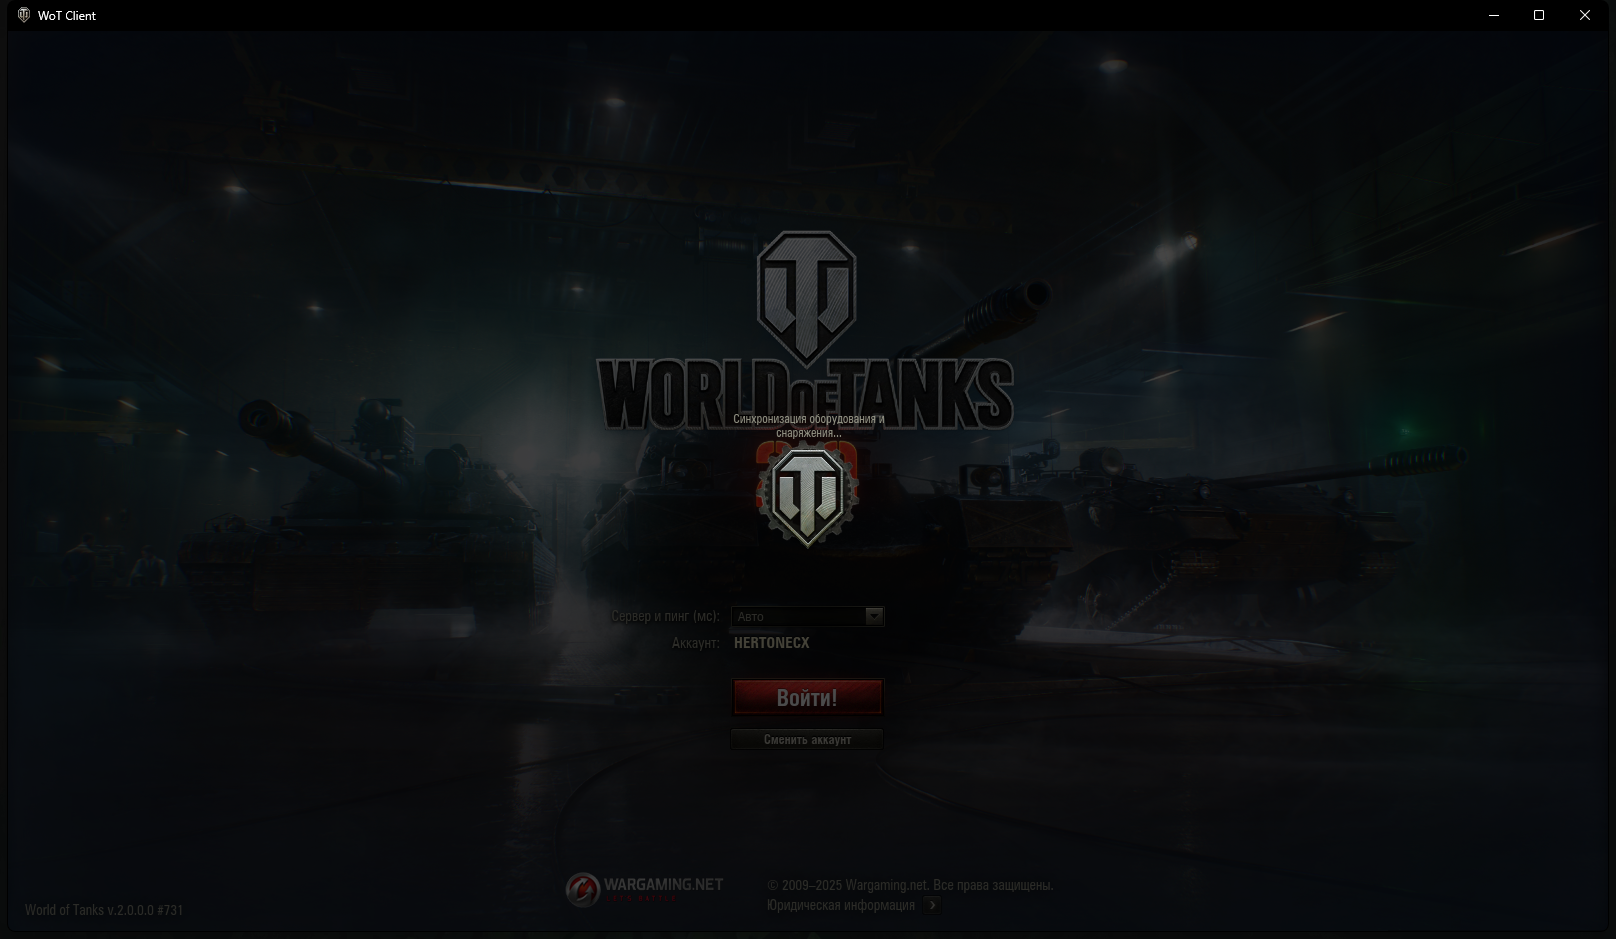 WoT Client
WORLD OF TANKS
Синхронизация оборудования и
снаряжения...
Сервер и пинг (мс):
Авто
Аккаунт:
HERTONECX
Войти!
Сменить аккаунт
WARGAMING.NET
© 2009–2025 Wargaming.net. Все права защищены.
Юридическая информация
World of Tanks v.2.0.0.0 #731